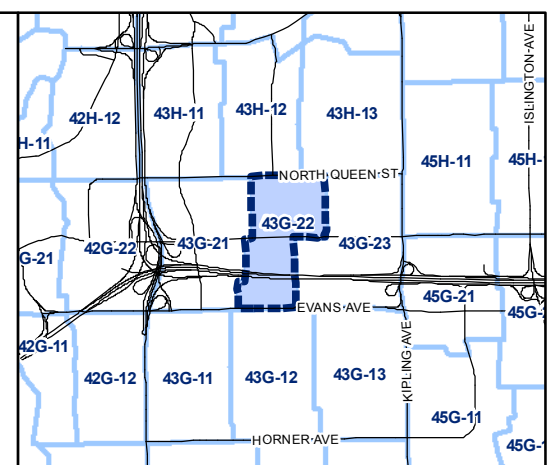 ISLINGTON AVE
42H-12
43H-11
43H-12
43H-13
H-11
45H-11
45H-
NORTH QUEEN ST
43G-22
42G-22
43G-21
43G-23
G-21
45G-21
45G-
EVANS AVE
42G-11
KIPLING AVE
42G-12
43G-11
43G-12
43G-13
45G-11
HORNER AVE
45G-1